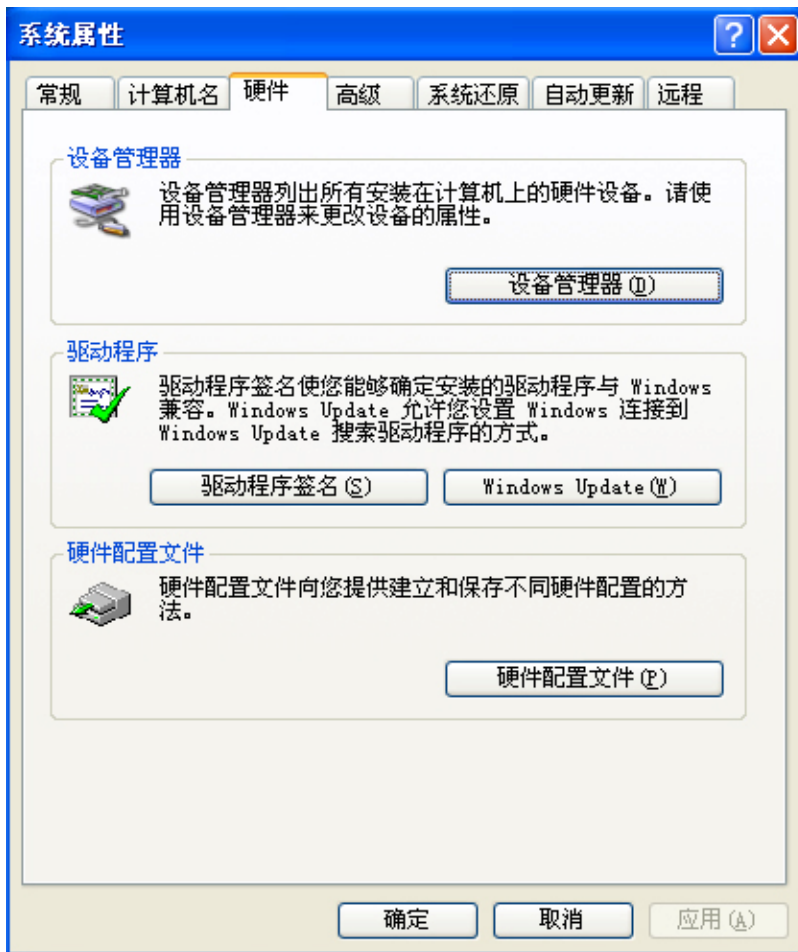 系统属性
常规 计算机名 硬件 高级 系统还原 自动更新 远程
设备管理器
设备管理器列出所有安装在计算机上的硬件设备。请使
用设备管理器来更改设备的属性。
设备管理器(D)
驱动程序
驱动程序签名使您能够确定安装的驱动程序与 Windows
兼容。Windows Update 允许您设置 Windows 连接到
Windows Update 搜索驱动程序的方式。
驱动程序签名(S) Windows Update(W)
硬件配置文件
硬件配置文件向您提供建立和保存不同硬件配置的方
法。
硬件配置文件(P)
确定 取消 应用(A)